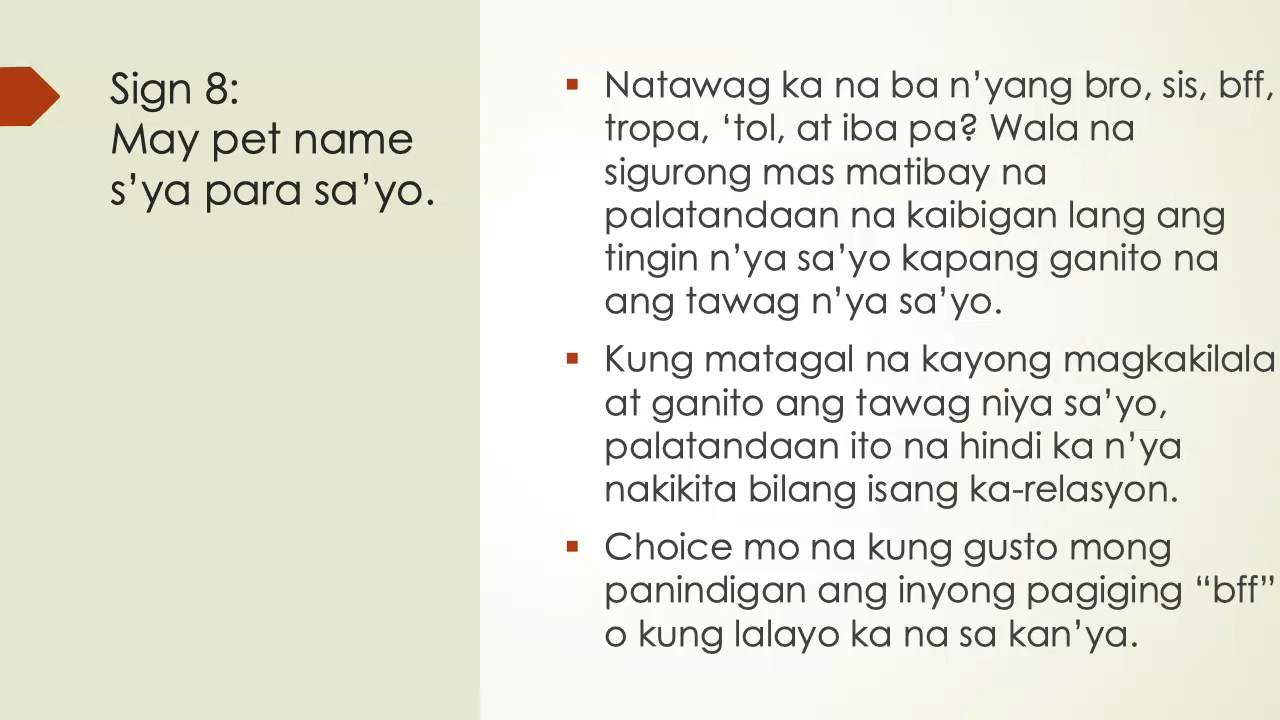 Sign 8:
May pet name
s’ya para sa’yo.
▪ Natawag ka na ba n’yang bro, sis, bff,
tropa, ‘tol, at iba pa? Wala na
sigurong mas matibay na
palatandaan na kaibigan lang ang
tingin n’ya sa’yo kapang ganito na
ang tawag n’ya sa’yo.
▪ Kung matagal na kayong magkakilala
at ganito ang tawag niya sa’yo,
palatandaan ito na hindi ka n’ya
nakikita bilang isang ka-relasyon.
▪ Choice mo na kung gusto mong
panindigan ang inyong pagiging “bff”
o kung lalayo ka na sa kan’ya.